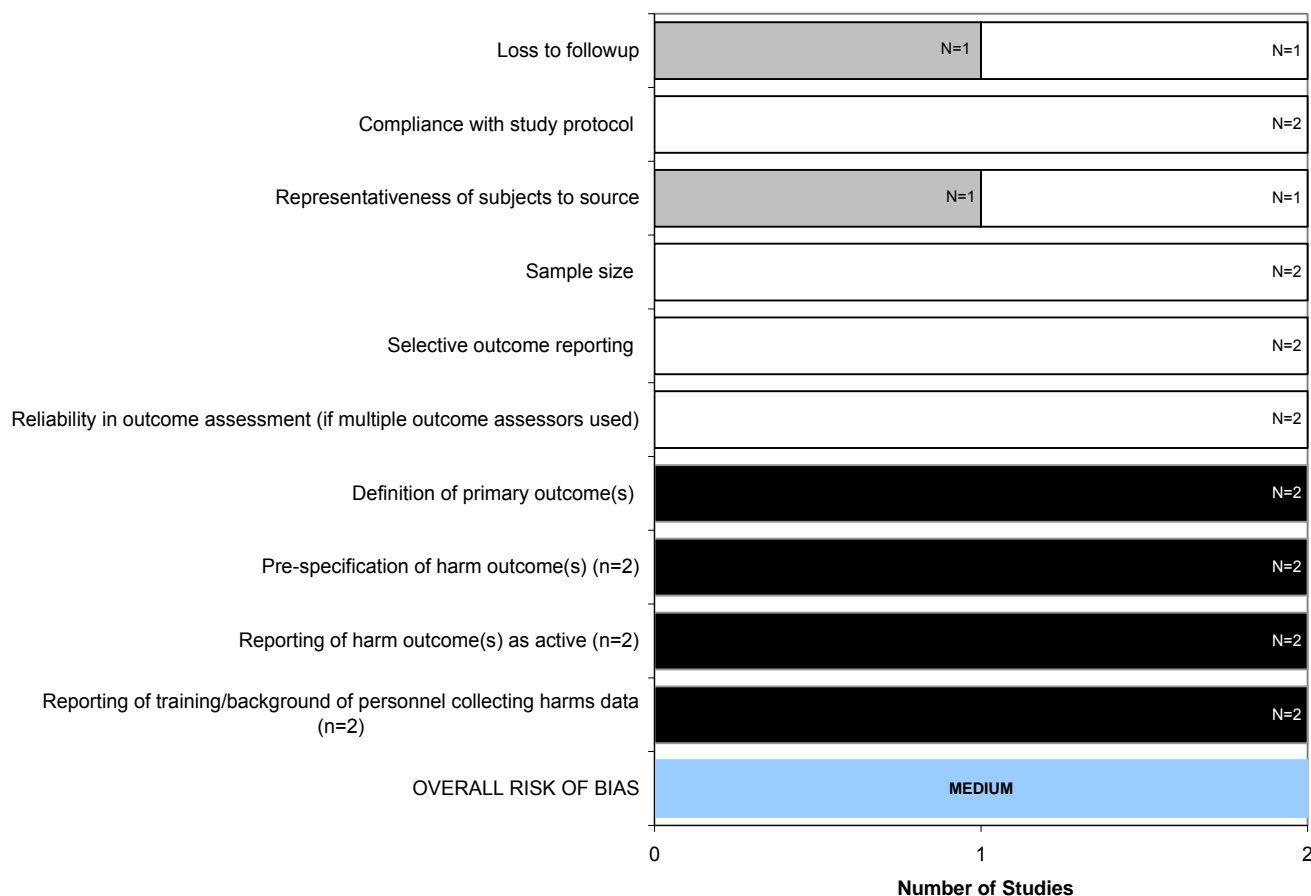 Loss to followup
N=1
N=1
Compliance with study protocol
N=2
Representativeness of subjects to source
N=1
N=1
Sample size
N=2
Selective outcome reporting
N=2
Reliability in outcome assessment (if multiple outcome assessors used)
N=2
Definition of primary outcome(s)
N=2
Pre-specification of harm outcome(s) (n=2)
N=2
Reporting of harm outcome(s) as active (n=2)
N=2
Reporting of training/background of personnel collecting harms data
(n=2)
N=2
OVERALL RISK OF BIAS
MEDIUM
0
1
2
Number of Studies